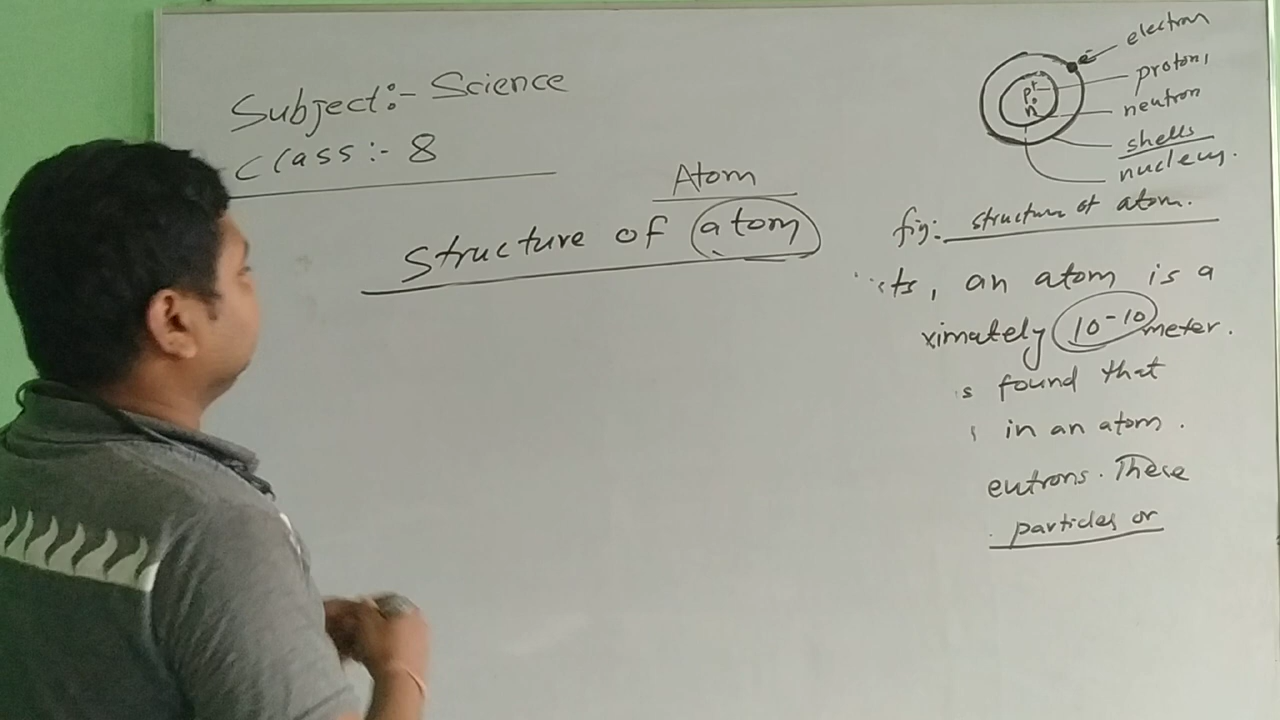 Subject:- Science
Class :- 8
Atom
Structure of atom
e- electron
p+ proton,
n° neutron
shells
nucleus.
fig:- structure of atom.
sts, an atom is a
ximately 10-10 meter.
s found that
in an atom.
eutrons. These
particles or